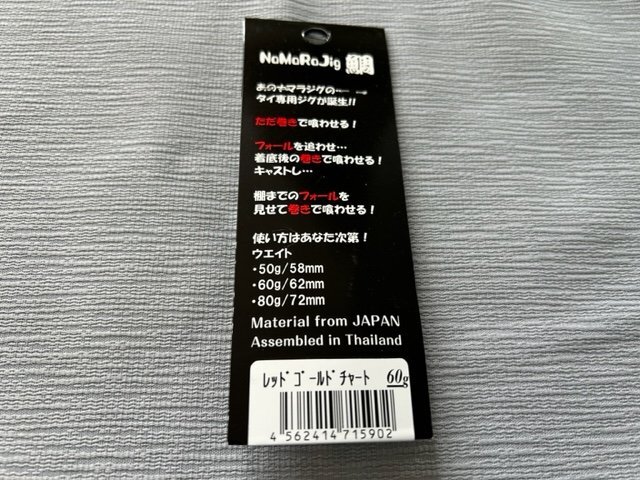 NaMaRaJig 鯛
あのナマラジグの…
タイ専用ジグが誕生!!
ただ巻きで喰わせる!
フォールを追わせ…
着底後の巻きで喰わせる!
キャストし…
棚までのフォールを
見せて巻きで喰わせる!
使い方はあなた次第!
ウエイト
・50g/58mm
・60g/62mm
・80g/72mm
Material from JAPAN
Assembled in Thailand
ﾚｯﾄﾞｺﾞｰﾙﾄﾞﾁｬｰﾄ 60g
4 562414 715902